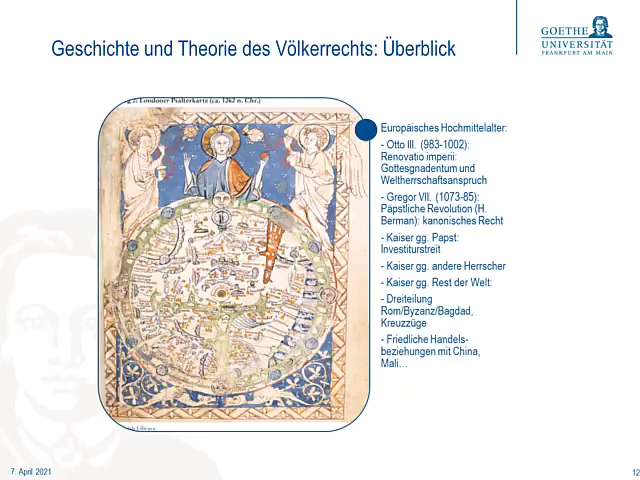 Geschichte und Theorie des Völkerrechts: Überblick
GOETHE
UNIVERSITÄT
FRANKFURT AM MAIN
g 2: Londoner Psalterkarte (ca. 1262 n. Chr.)
Europäisches Hochmittelalter:
- Otto III. (983-1002):
Renovatio imperii:
Gottesgnadentum und
Weltherrschaftsanspruch
- Gregor VII. (1073-85):
Päpstliche Revolution (H.
Berman): kanonisches Recht
- Kaiser gg. Papst:
Investiturstreit
- Kaiser gg. andere Herrscher
- Kaiser gg. Rest der Welt:
- Dreiteilung
Rom/Byzanz/Bagdad,
Kreuzzüge
- Friedliche Handels-
beziehungen mit China,
Mali…
Library
7. April 2021
12